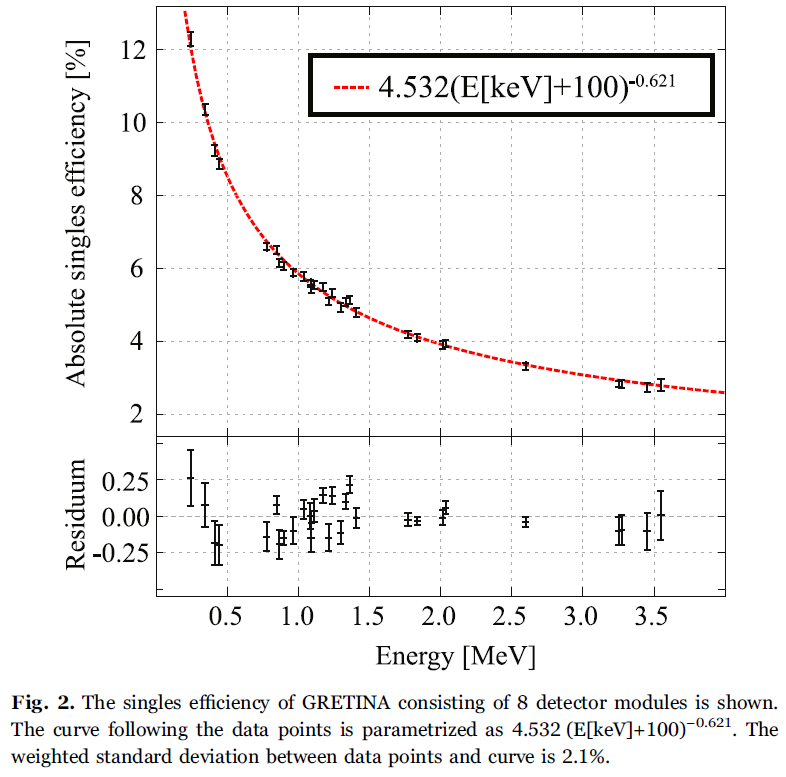 Absolute singles efficiency [%]
12
10
8
6
4
2
4.532(E[keV]+100)-0.621
Residuum
0.25
0.00
-0.25
0.5 1.0 1.5 2.0 2.5 3.0 3.5
Energy [MeV]
Fig. 2. The singles efficiency of GRETINA consisting of 8 detector modules is shown.
The curve following the data points is parametrized as 4.532 (E[keV]+100)−0.621. The
weighted standard deviation between data points and curve is 2.1%.